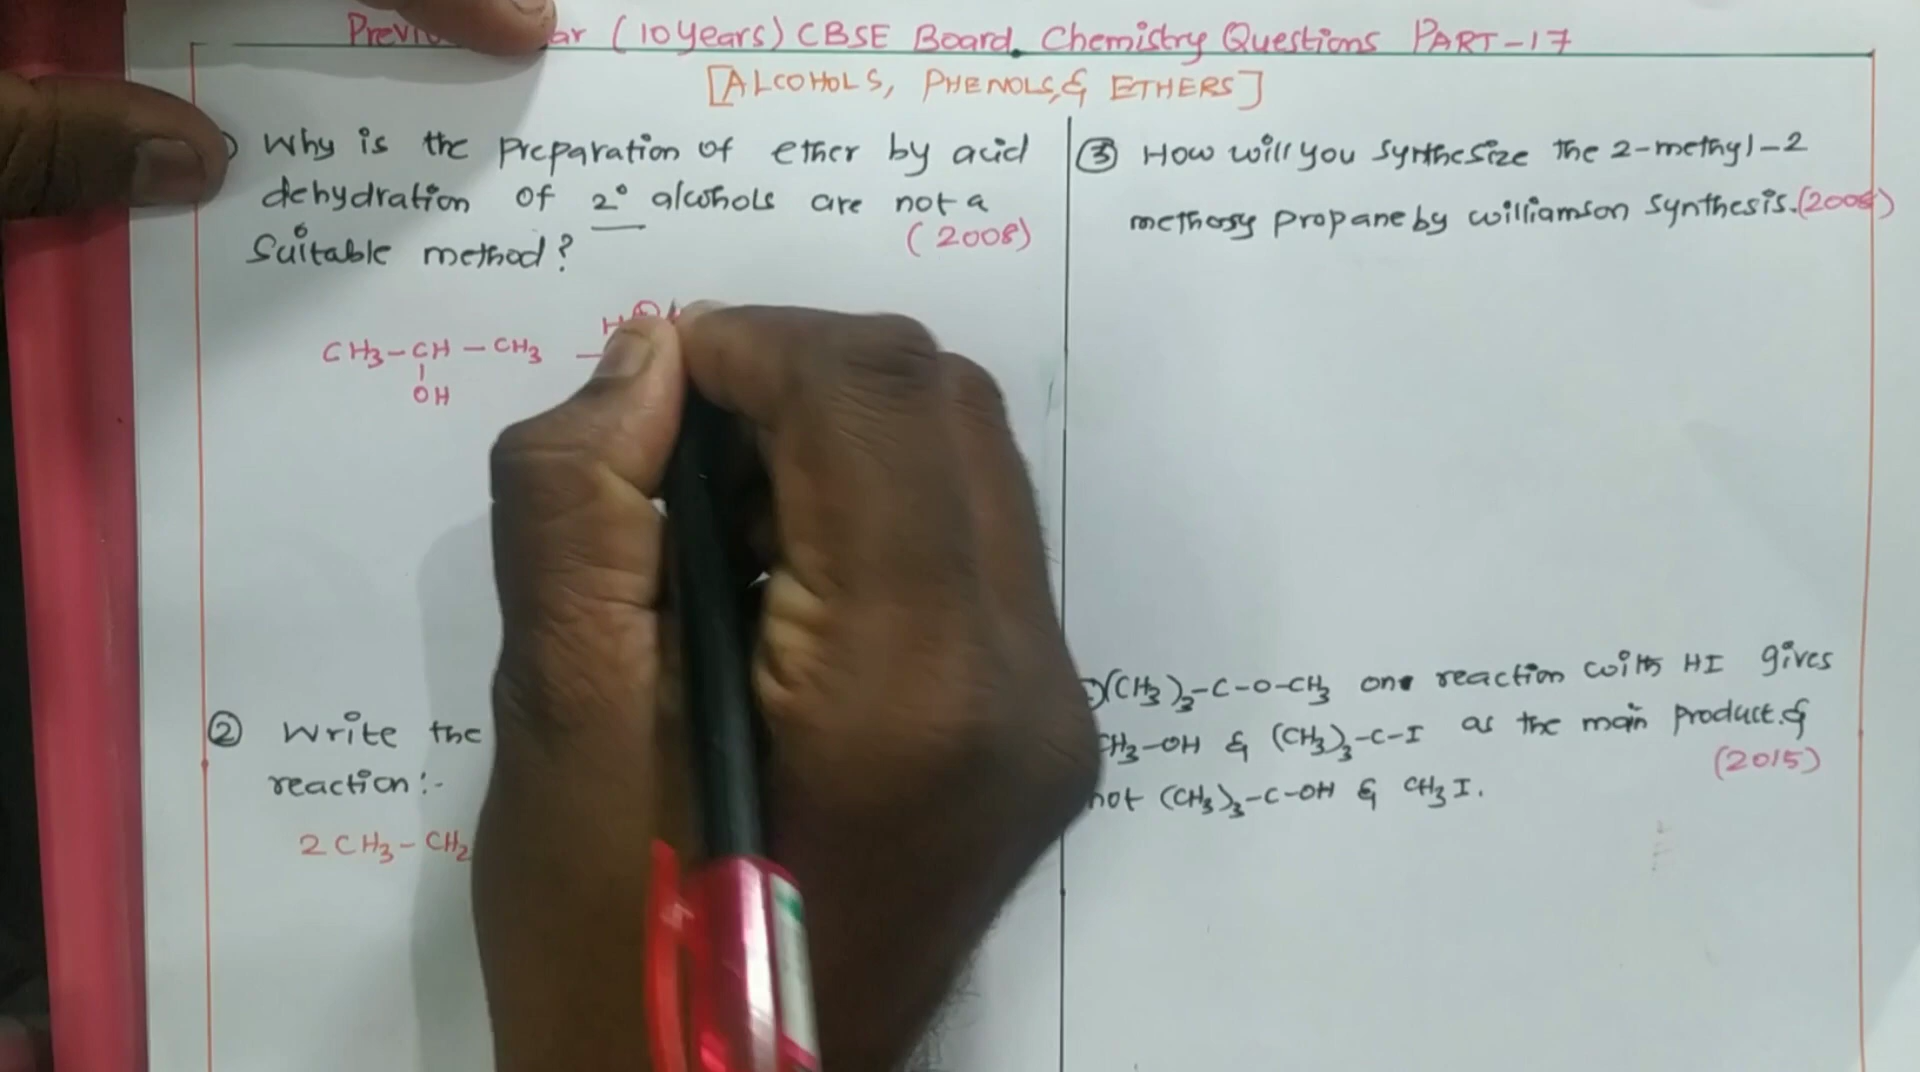 ar (10 Years) CBSE Board Chemistry Questions PART-17
[ALCOHOLS, PHENOLS, & ETHERS]
Why is the preparation of ether by acid
dehydration of 2° alcohols are not a
Suitable method? (2008)
CH3-CH-CH3
OH
② Write the
reaction:-
2CH3-CH2
③ How will you synthesize the 2-methyl-2
methoxy propane by williamson synthesis. (2008)
(CH3)3-C-O-CH3 on reaction with HI gives
CH3-OH & (CH3)3-C-I as the main product &
(2015)
not (CH3)3-C-OH & CH3I.